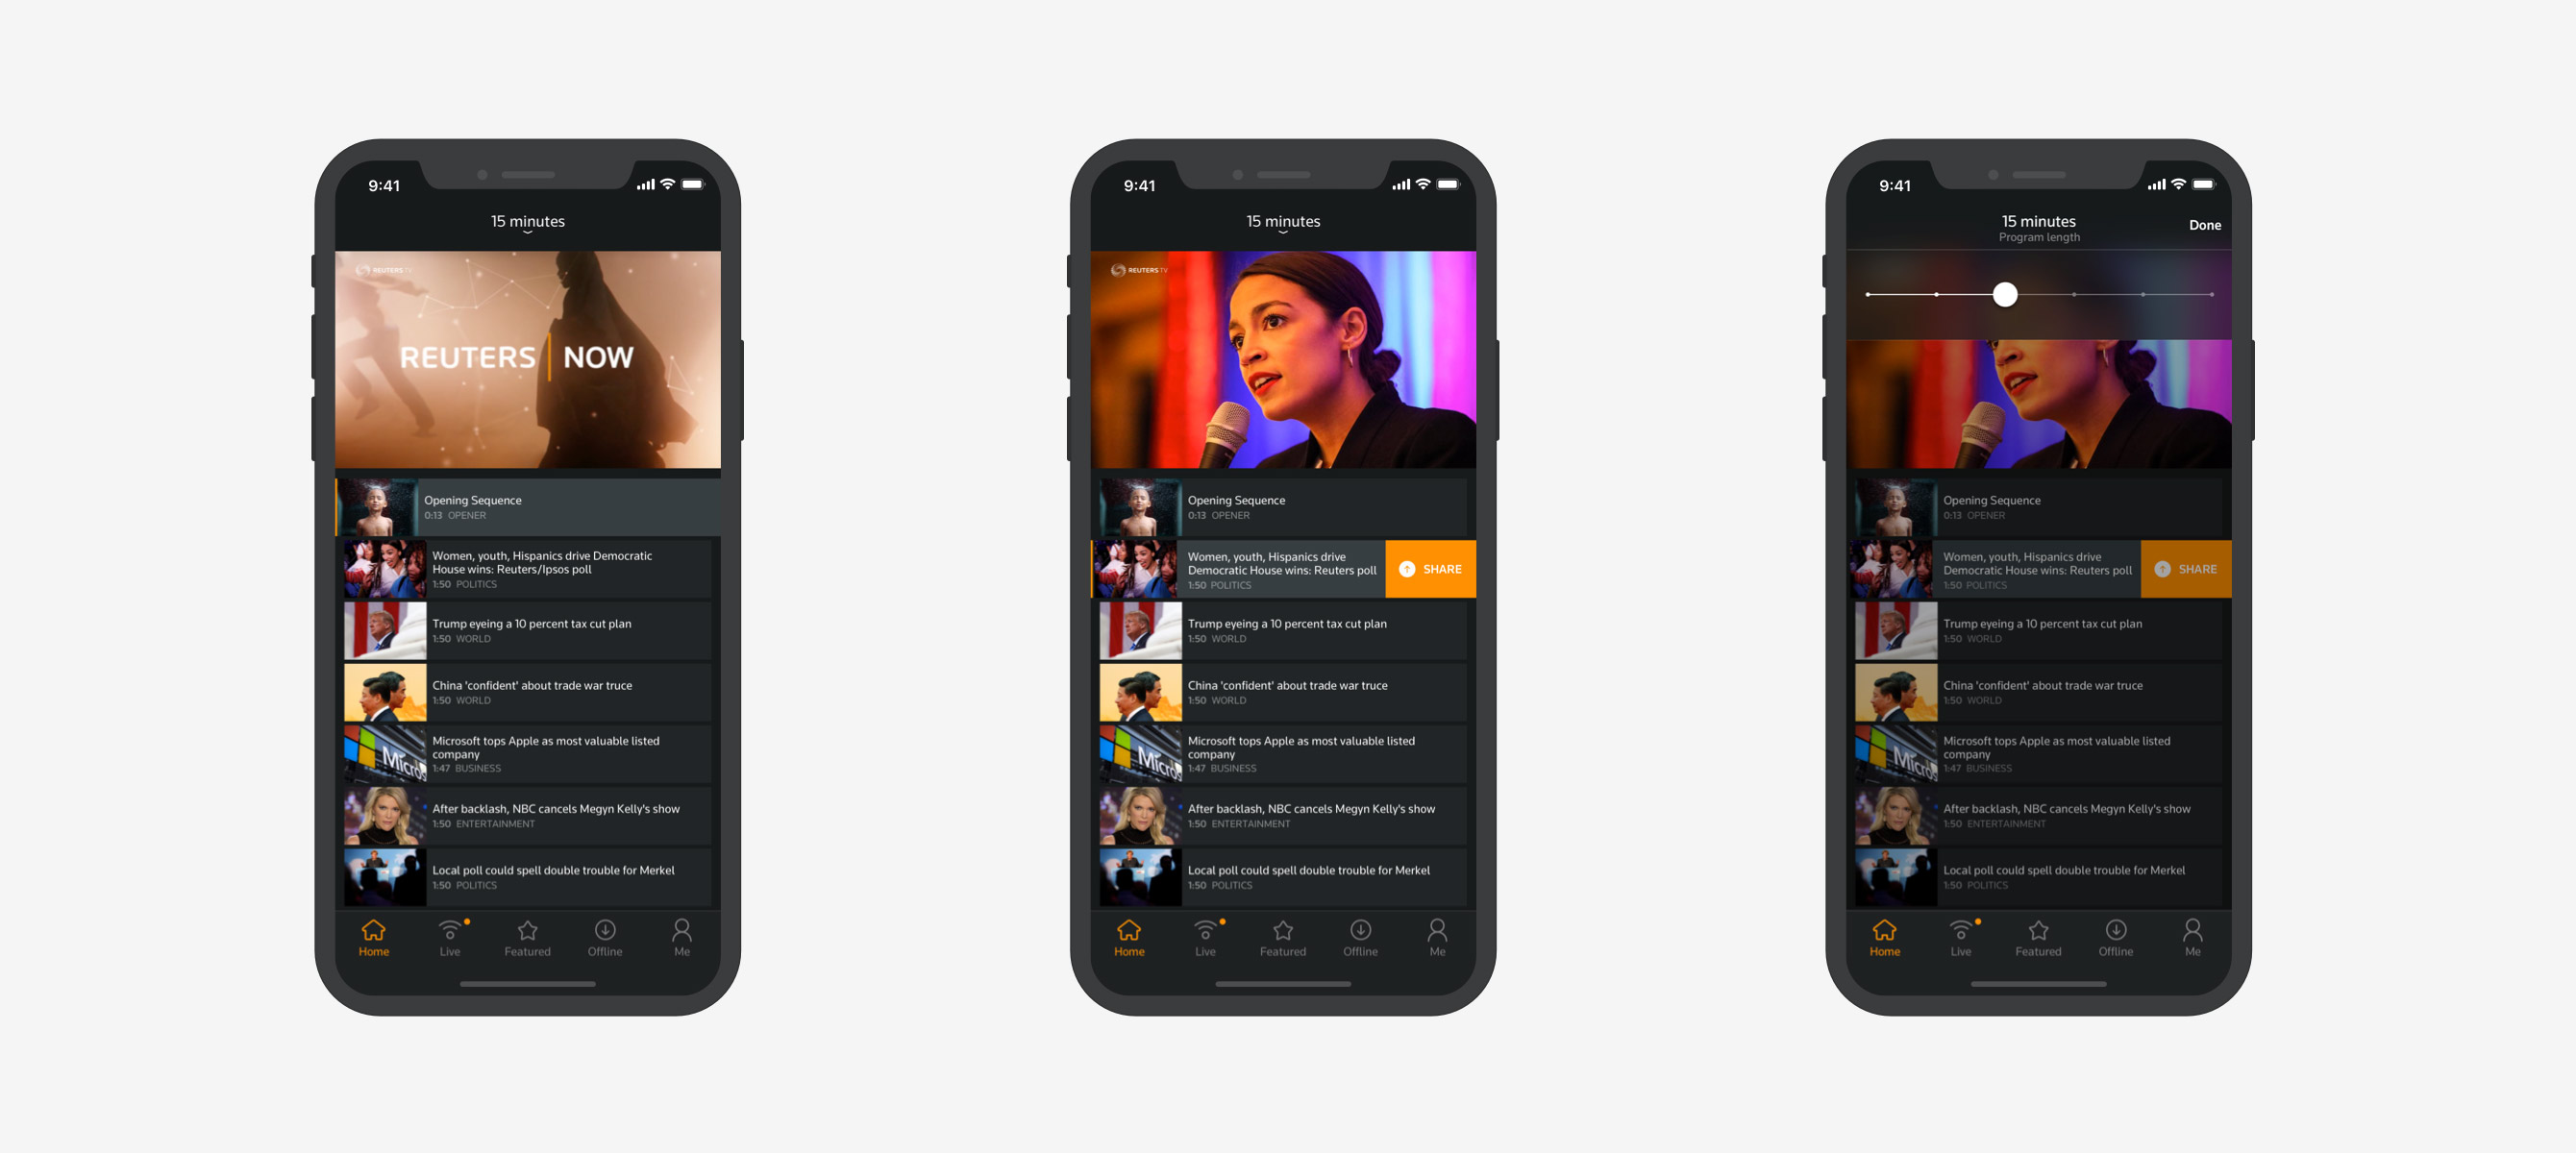 9:41
15 minutes
REUTERS TV
REUTERS NOW
Opening Sequence
0:13 OPENER
Women, youth, Hispanics drive Democratic
House wins: Reuters/Ipsos poll
1:50 POLITICS
Trump eyeing a 10 percent tax cut plan
1:50 WORLD
China 'confident' about trade war truce
1:50 WORLD
Micro
Microsoft tops Apple as most valuable listed
company
1:47 BUSINESS
After backlash, NBC cancels Megyn Kelly's show
1:50 ENTERTAINMENT
Local poll could spell double trouble for Merkel
1:50 POLITICS
Home Live Featured Offline Me
9:41
15 minutes
REUTERS TV
Opening Sequence
0:13 OPENER
Women, youth, Hispanics drive
Democratic House wins: Reuters poll
1:50 POLITICS
SHARE
Trump eyeing a 10 percent tax cut plan
1:50 WORLD
China 'confident' about trade war truce
1:50 WORLD
Micros
Microsoft tops Apple as most valuable listed
company
1:47 BUSINESS
After backlash, NBC cancels Megyn Kelly's show
1:50 ENTERTAINMENT
Local poll could spell double trouble for Merkel
1:50 POLITICS
Home Live Featured Offline Me
9:41
15 minutes
Program length
Done
Opening Sequence
0:13 OPENER
Women, youth, Hispanics drive
Democratic House wins: Reuters poll
1:50 POLITICS
SHARE
Trump eyeing a 10 percent tax cut plan
1:50 WORLD
China 'confident' about trade war truce
1:50 WORLD
Micros
Microsoft tops Apple as most valuable listed
company
1:47 BUSINESS
After backlash, NBC cancels Megyn Kelly's show
1:50 ENTERTAINMENT
Local poll could spell double trouble for Merkel
1:50 POLITICS
Home Live Featured Offline Me